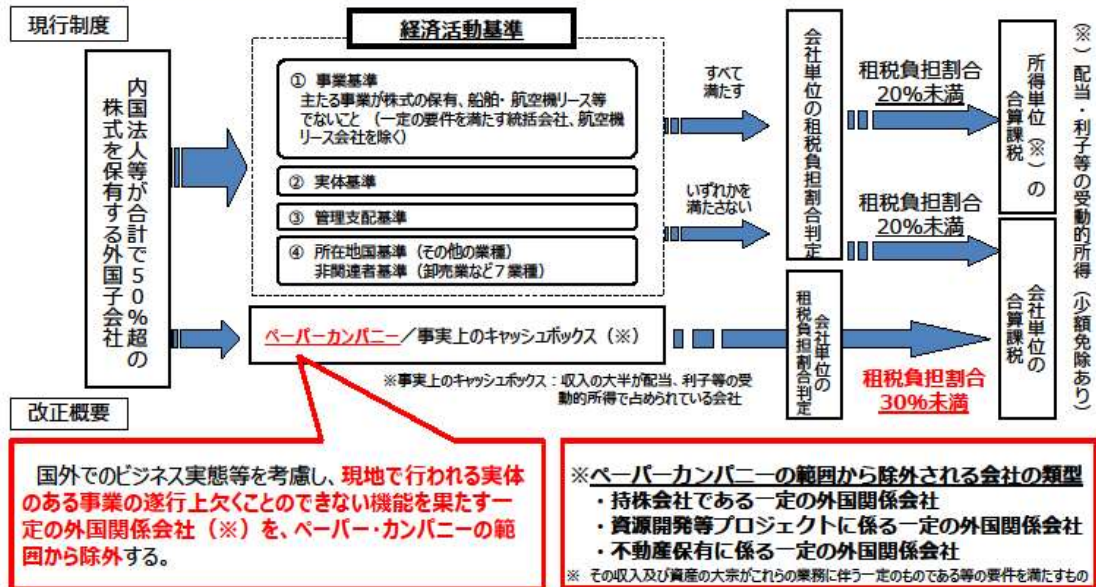 現行制度
内国法人等が合計で50％超の
株式を保有する外国子会社
経済活動基準
① 事業基準
主たる事業が株式の保有、船舶・航空機リース等
でないこと （一定の要件を満たす統括会社、航空機
リース会社を除く）
② 実体基準
③ 管理支配基準
④ 所在地国基準（その他の業種）
非関連者基準（卸売業など７業種）
すべて
満たす
いずれかを
満たさない
会社単位の租税負担割合判定
租税負担割合
20%未満
租税負担割合
20%未満
所得単位（※）の
合算課税
（※）配当・利子等の受動的所得（少額免除あり）
ペーパーカンパニー／事実上のキャッシュボックス（※）
※事実上のキャッシュボックス：収入の大半が配当、利子等の受
動的所得で占められている会社
会社単位の
租税負担割合判定
租税負担割合
30%未満
会社単位の
合算課税
改正概要
国外でのビジネス実態等を考慮し、現地で行われる実体
のある事業の遂行上欠くことのできない機能を果たす一
定の外国関係会社（※）を、ペーパー・カンパニーの範
囲から除外する。
※ペーパーカンパニーの範囲から除外される会社の類型
・持株会社である一定の外国関係会社
・資源開発等プロジェクトに係る一定の外国関係会社
・不動産保有に係る一定の外国関係会社
※ その収入及び資産の大宗がこれらの業務に伴う一定のものである等の要件を満たすもの